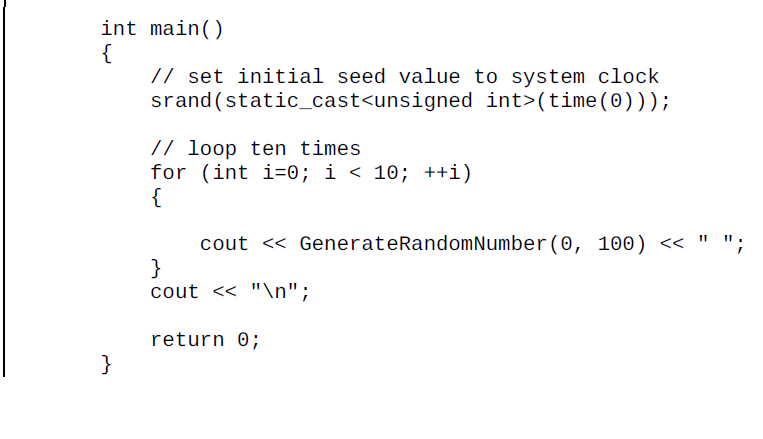 int main()
{
// set initial seed value to system clock
srand(static_cast<unsigned int>(time(0)));
// loop ten times
for (int i=0; i < 10; ++i)
{
cout << GenerateRandomNumber(0, 100) << " ";
}
cout << "\n";
return 0;
}